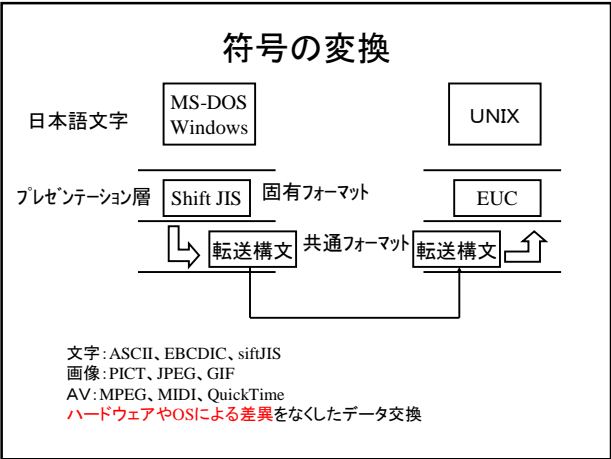 符号の変換
日本語文字
MS-DOS
Windows
UNIX
プレゼンテーション層
Shift JIS
固有フォーマット
EUC
転送構文
共通フォーマット
転送構文
文字：ASCII、EBCDIC、siftJIS
画像：PICT、JPEG、GIF
AV：MPEG、MIDI、QuickTime
ハードウェアやOSによる差異をなくしたデータ交換